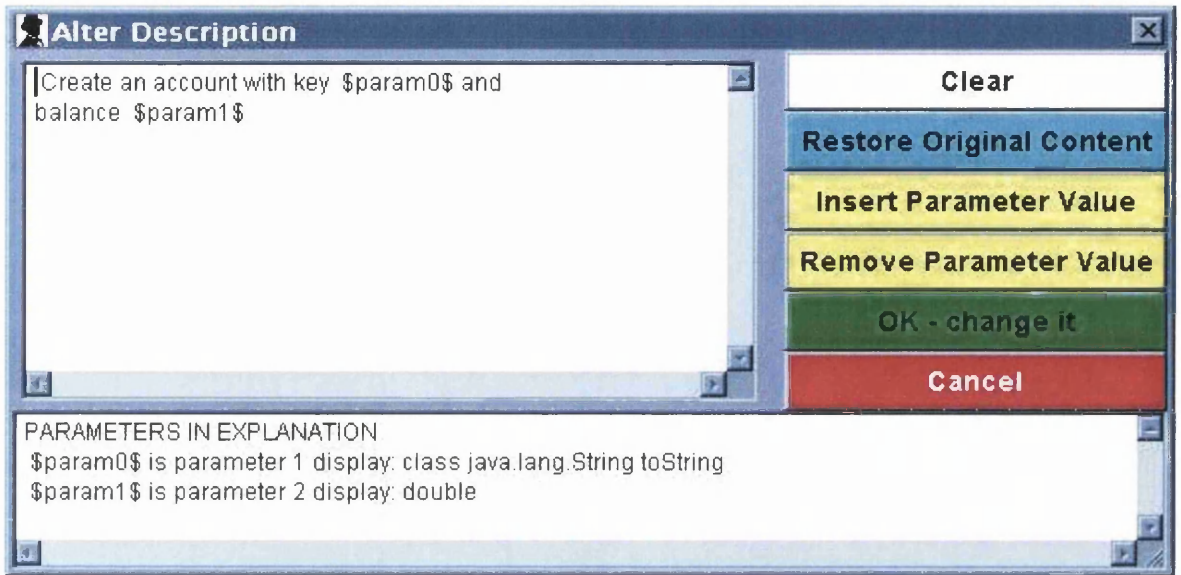 Alter Description
Create an account with key $param0$ and
balance $param1$
Clear
Restore Original Content
Insert Parameter Value
Remove Parameter Value
OK - change it
Cancel
PARAMETERS IN EXPLANATION
$param0$ is parameter 1 display: class java.lang.String toString
$param1$ is parameter 2 display: double